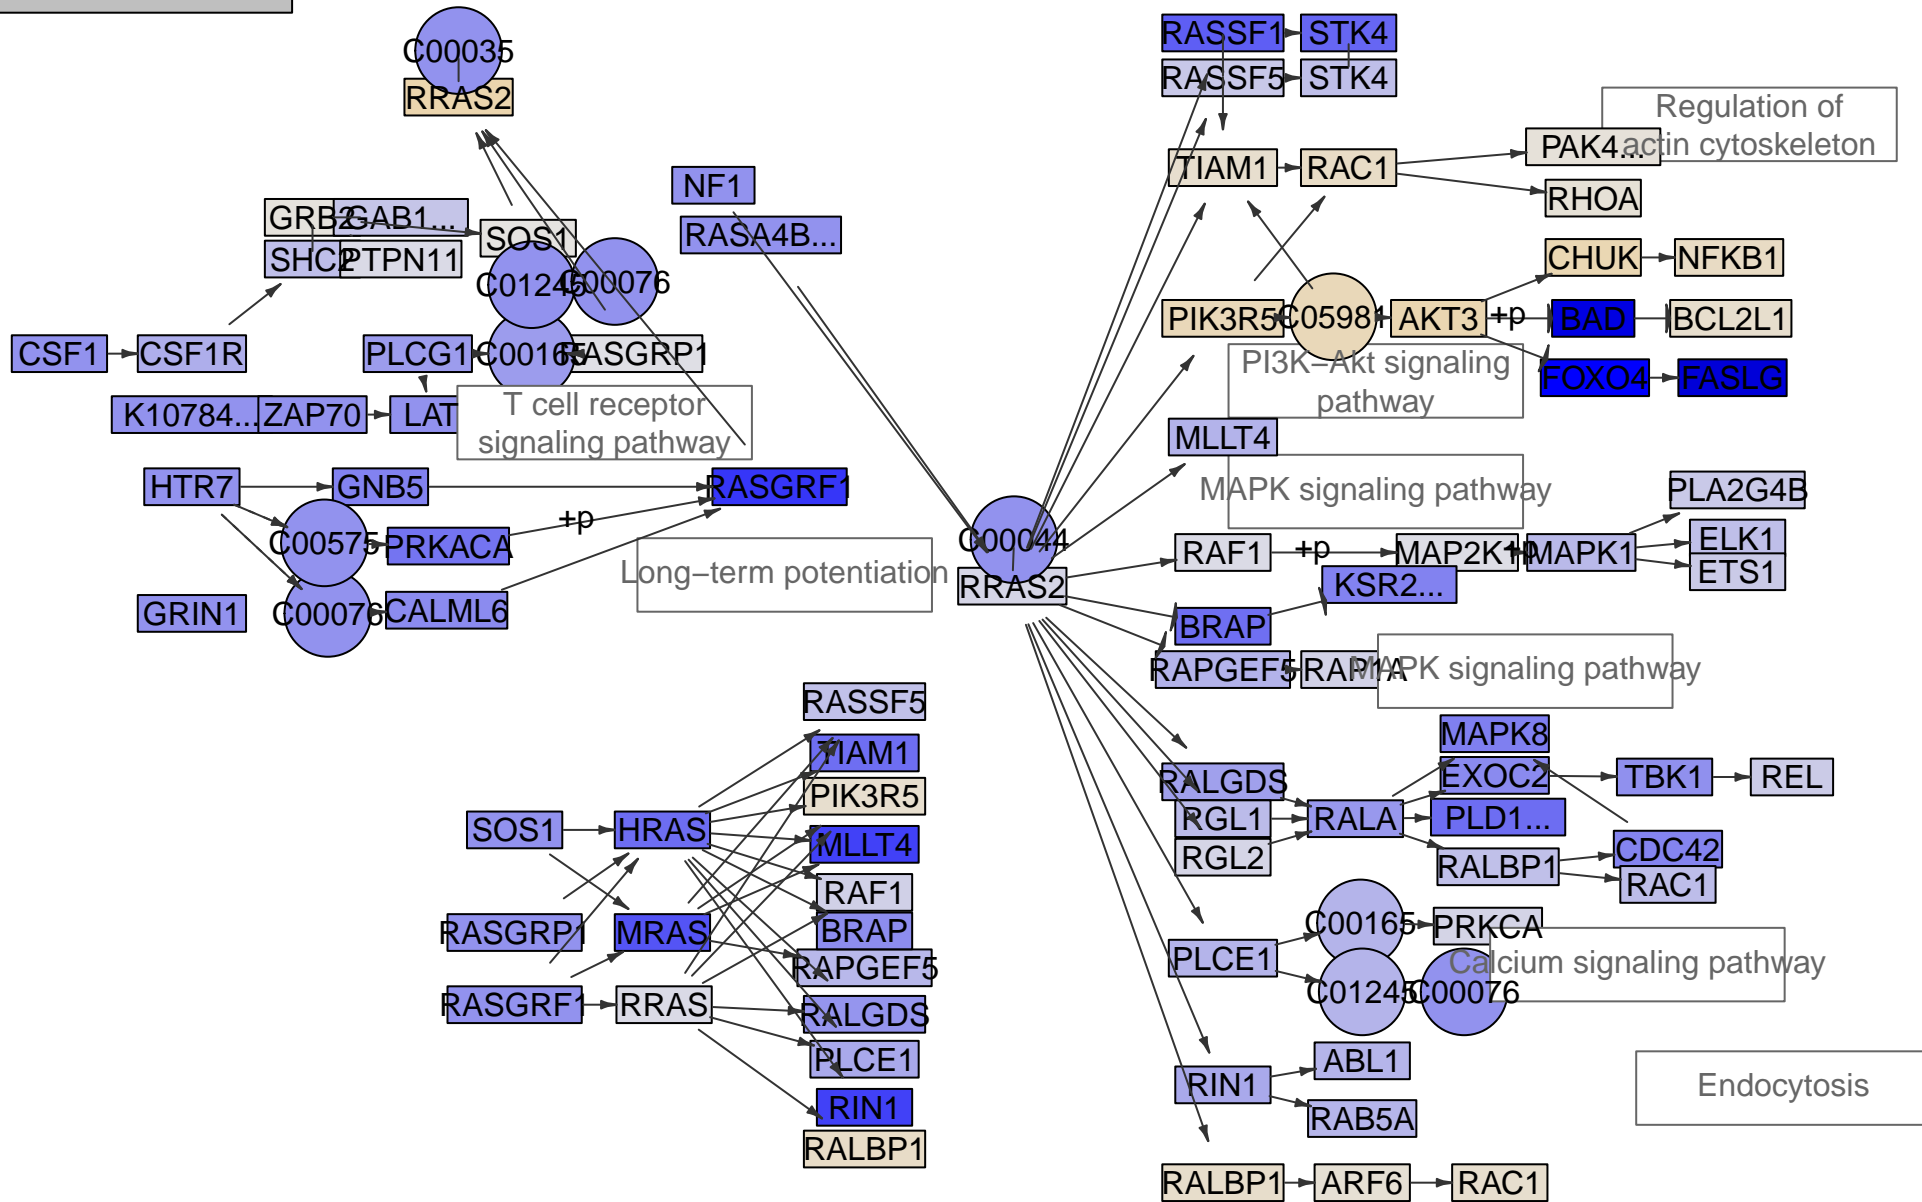 C00035
RRAS2
NF1
RASA4B...
GRB2
GAB1...
SHC2
PTPN11
SOS1
C01245
C00076
CSF1
CSF1R
PLCG1
C00165
RASGRP1
K10784...
ZAP70
LAT
T cell receptor
signaling pathway
HTR7
GNB5
RASGRF1
C00575
PRKACA
+p
GRIN1
C00076
CALML6
Long−term potentiation
C00044
RRAS2
RASSF1
STK4
RASSF5
STK4
Regulation of
actin cytoskeleton
TIAM1
RAC1
PAK4...
RHOA
CHUK
NFKB1
PIK3R5
C05981
AKT3
+p
BAD
BCL2L1
PI3K−Akt signaling
pathway
FOXO4
FASLG
MLLT4
MAPK signaling pathway
PLA2G4B
RAF1
+p
MAP2K1
+p
MAPK1
ELK1
ETS1
KSR2...
BRAP
RAPGEF5
RAP1A
MAPK signaling pathway
MAPK8
RALGDS
EXOC2
TBK1
REL
RGL1
RALA
PLD1...
RGL2
RALBP1
CDC42
RAC1
C00165
PRKCA
PLCE1
Calcium signaling pathway
C01245
C00076
RIN1
ABL1
RAB5A
Endocytosis
RALBP1
ARF6
RAC1
RASSF5
TIAM1
PIK3R5
SOS1
HRAS
MLLT4
RAF1
RASGRP1
MRAS
BRAP
RAPGEF5
RASGRF1
RRAS
RALGDS
PLCE1
RIN1
RALBP1